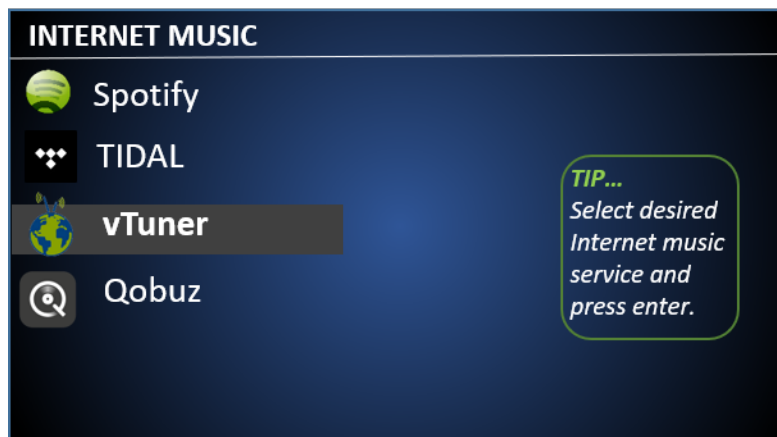 INTERNET MUSIC
Spotify
TIDAL
vTuner
Qobuz
TIP...
Select desired
Internet music
service and
press enter.